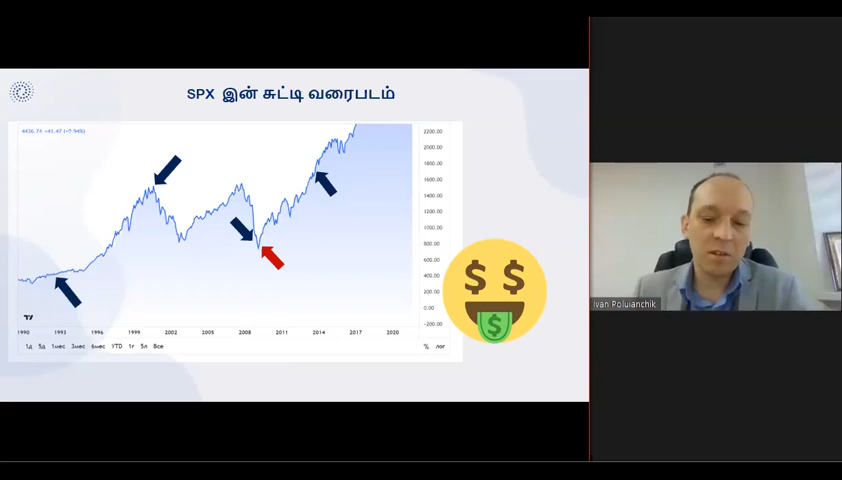 SPX இன் சுட்டி வரைபடம்
4436.74 +41.47 (+0.94%)
2200.00
2000.00
1800.00
1600.00
1400.00
1200.00
1000.00
800.00
600.00
400.00
200.00
0.00
-200.00
1990 1993 1996 1999 2002 2005 2008 2011 2014 2016 2020
1д 5д 1мес 3мес 6мес YTD 1г 5л Все % лог
Ivan Poluianchik